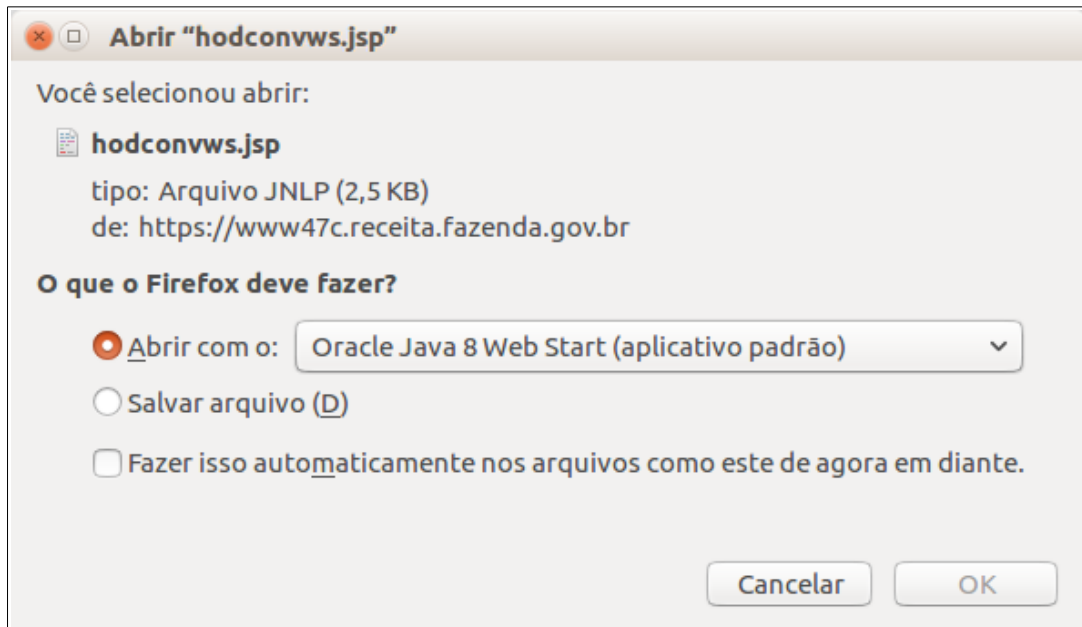 Abrir “hodconvws.jsp”
Você selecionou abrir:
hodconvws.jsp
tipo: Arquivo JNLP (2,5 KB)
de: https://www47c.receita.fazenda.gov.br
O que o Firefox deve fazer?
Abrir com o: Oracle Java 8 Web Start (aplicativo padrão)
Salvar arquivo (D)
Fazer isso automaticamente nos arquivos como este de agora em diante.
Cancelar OK